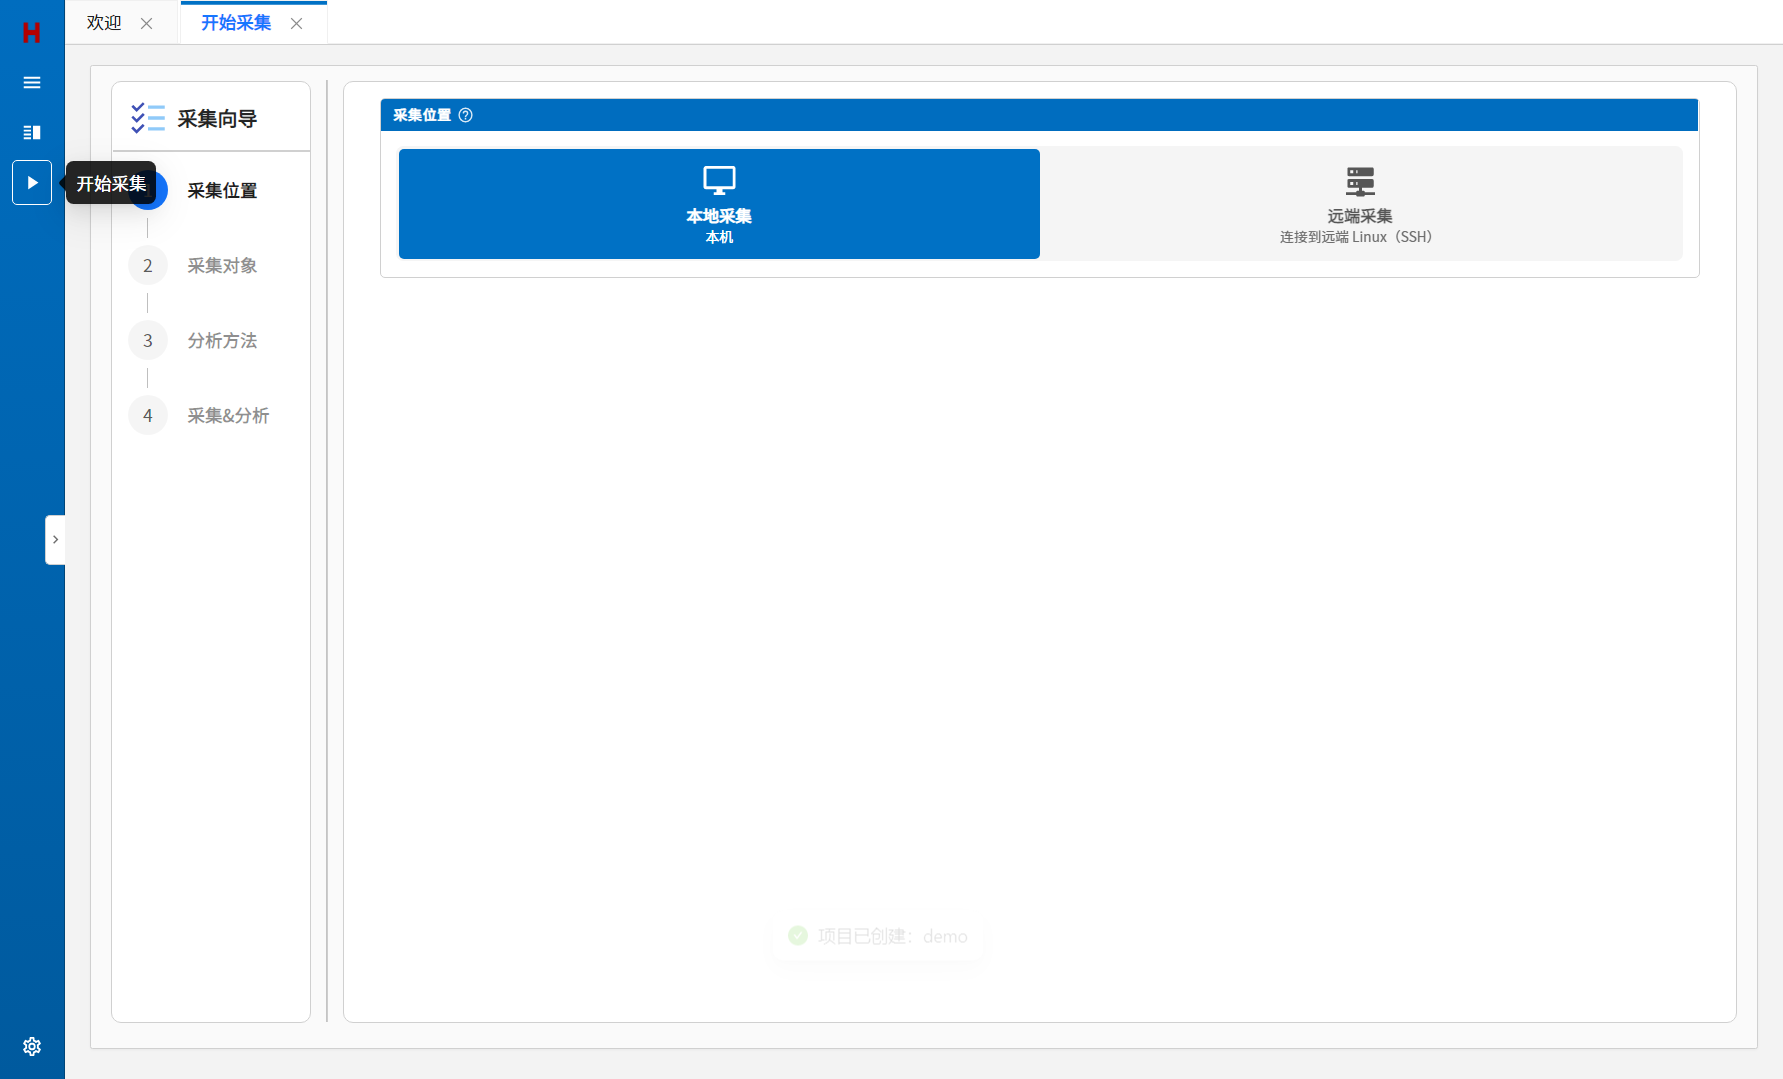 H
欢迎
开始采集
采集向导
开始采集
采集位置
2 采集对象
3 分析方法
4 采集&分析
采集位置
本地采集
本机
远端采集
连接到远端 Linux（SSH）
项目已创建：demo